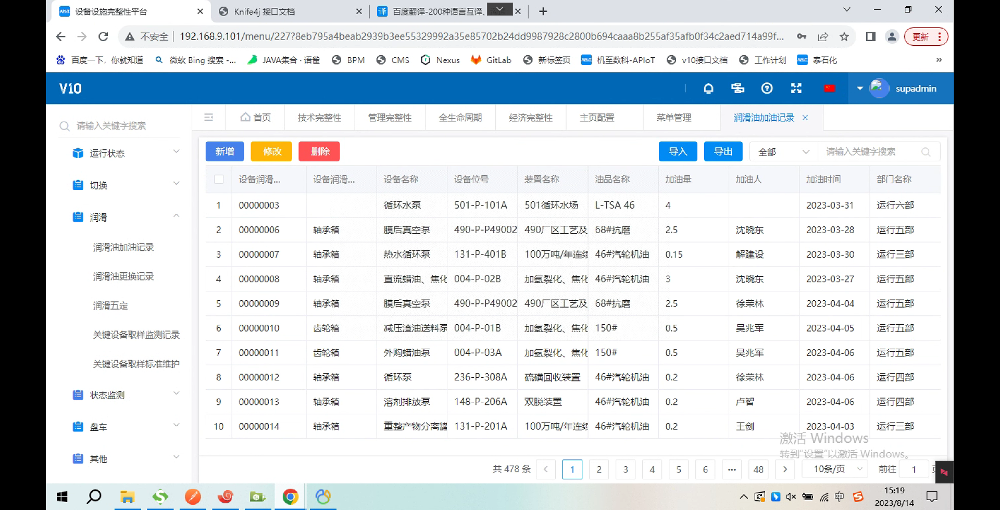 设备设施完整性平台
Knife4j 接口文档
百度翻译-200种语言互译、
不安全 192.168.9.101/menu/227?8eb795a4beab2939b3ee55329992a35e85702b24dd9987928c2800b694caaa8b255af35afb0f34c2aed714a99f...
更新
百度一下，你就知道 微软 Bing 搜索 -... JAVA集合 · 语雀 BPM CMS Nexus GitLab 新标签页 机至数科-APIoT v10接口文档 工作计划 泰石化
V10
supadmin
请输入关键字搜索
首页 技术完整性 管理完整性 全生命周期 经济完整性 主页配置 菜单管理 润滑油加油记录
运行状态
切换
润滑
润滑油加油记录
润滑油更换记录
润滑五定
关键设备取样监测记录
关键设备取样标准维护
状态监测
盘车
其他
新增 修改 删除 导入 导出 全部 请输入关键字搜索
设备润滑... 设备润滑... 设备名称 设备位号 装置名称 油品名称 加油量 加油人 加油时间 部门名称
1 00000003 循环水泵 501-P-101A 501循环水场 L-TSA 46 4 2023-03-31 运行六部
2 00000006 轴承箱 膜后真空泵 490-P-P49002 490厂区工艺及 68#抗磨 2.5 沈晓东 2023-03-28 运行五部
3 00000007 轴承箱 热水循环泵 131-P-401B 100万吨/年连续 46#汽轮机油 0.15 解建设 2023-03-30 运行三部
4 00000008 轴承箱 直流蜡油、焦化 004-P-02B 加氢裂化、焦化 46#汽轮机油 3 沈晓东 2023-03-27 运行五部
5 00000009 轴承箱 膜后真空泵 490-P-P49002 490厂区工艺及 68#抗磨 2.5 徐荣林 2023-04-04 运行五部
6 00000010 齿轮箱 减压渣油送料泵 004-P-01B 加氢裂化、焦化 150# 0.5 吴兆军 2023-04-05 运行五部
7 00000011 齿轮箱 外购蜡油泵 004-P-03A 加氢裂化、焦化 150# 0.5 吴兆军 2023-04-06 运行五部
8 00000012 轴承箱 循环泵 236-P-308A 硫磺回收装置 46#汽轮机油 0.2 徐荣林 2023-04-06 运行四部
9 00000013 轴承箱 溶剂排放泵 148-P-206A 双脱装置 46#汽轮机油 0.2 卢智 2023-04-06 运行四部
10 00000014 轴承箱 重整产物分离罐 131-P-201A 100万吨/年连续 46#汽轮机油 0.2 王剑 2023-04-03 运行三部
激活 Windows
转到“设置”以激活 Windows。
共 478 条 1 2 3 4 5 6 ... 48 10条/页 前往 1
中
15:19
2023/8/14